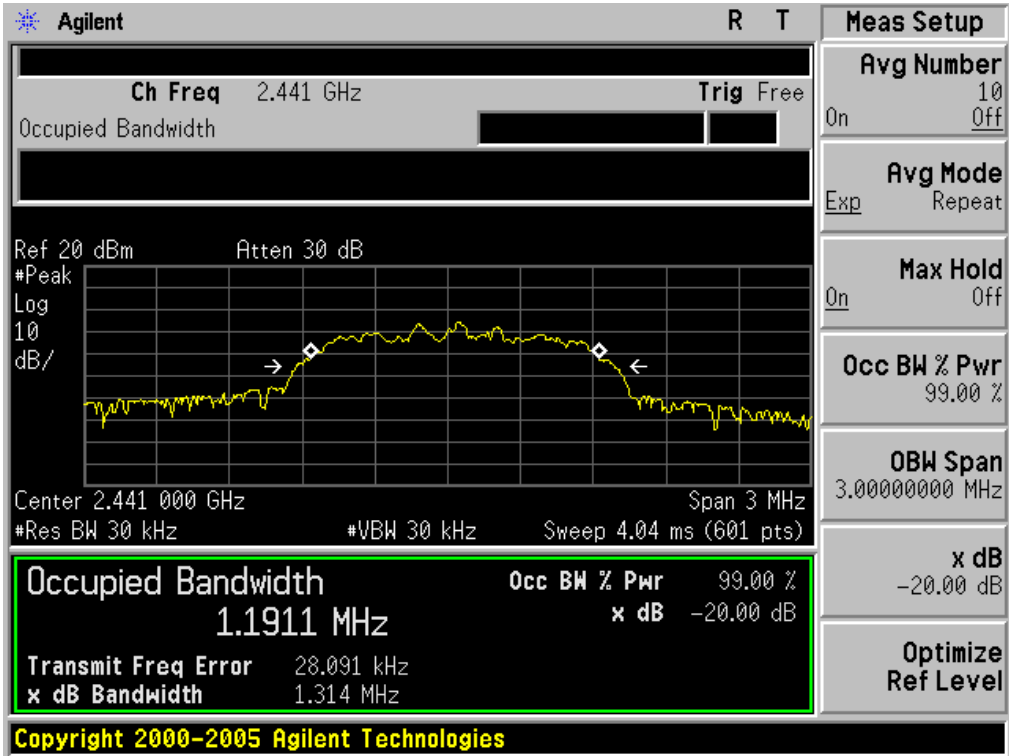 Agilent R T
Ch Freq 2.441 GHz Trig Free
Occupied Bandwidth
Ref 20 dBm Atten 30 dB
#Peak
Log
10
dB/
Center 2.441 000 GHz Span 3 MHz
#Res BW 30 kHz #VBW 30 kHz Sweep 4.04 ms (601 pts)
Occupied Bandwidth Occ BW % Pwr 99.00 %
1.1911 MHz x dB -20.00 dB
Transmit Freq Error 28.091 kHz
x dB Bandwidth 1.314 MHz
Copyright 2000-2005 Agilent Technologies
Meas Setup
Avg Number
10
On Off
Avg Mode
Exp Repeat
Max Hold
On Off
Occ BW % Pwr
99.00 %
OBW Span
3.00000000 MHz
x dB
-20.00 dB
Optimize
Ref Level